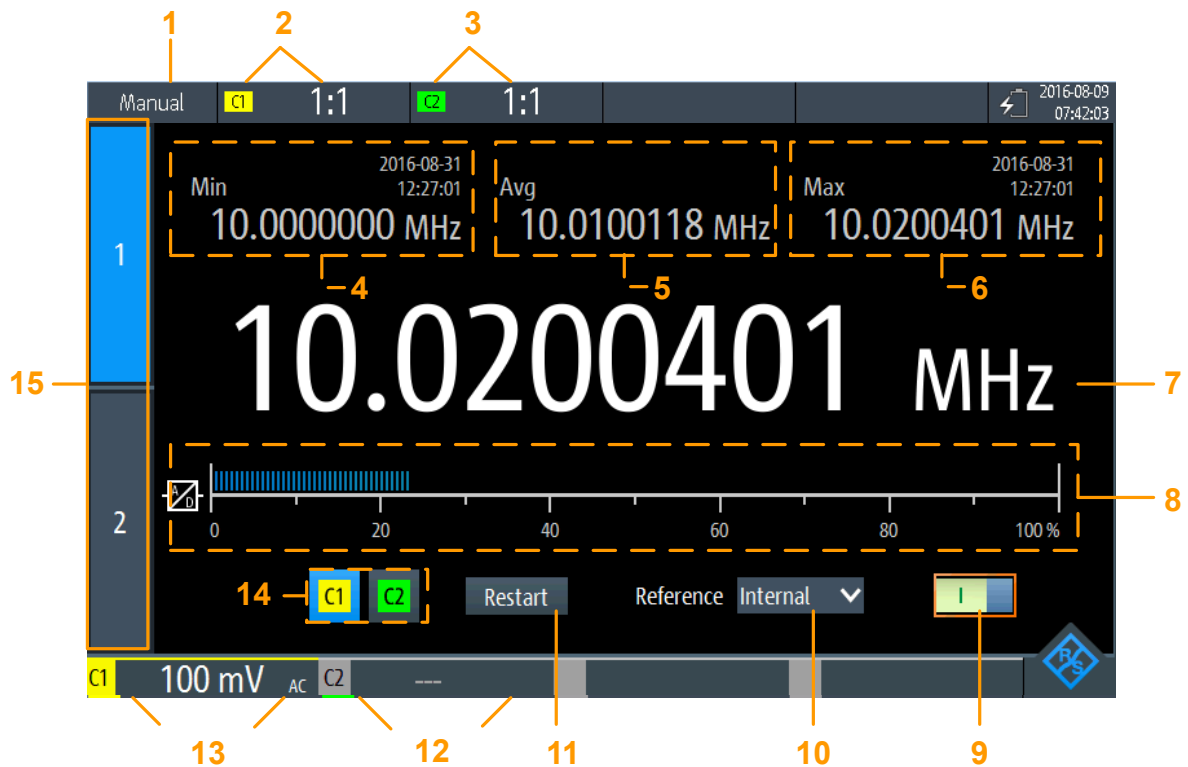 1 2 3
Manual C1 1:1 C2 1:1 2016-08-09
07:42:03
2016-08-31 2016-08-31
Min 12:27:01 Avg Max 12:27:01
10.0000000 MHz 10.0100118 MHz 10.0200401 MHz
1
4 5 6
10.0200401 MHz
15 7
A/D 8
2 0 20 40 60 80 100 %
14 C1 C2 Restart Reference Internal I
R/S
C1 100 mV AC C2 ---
13 12 11 10 9